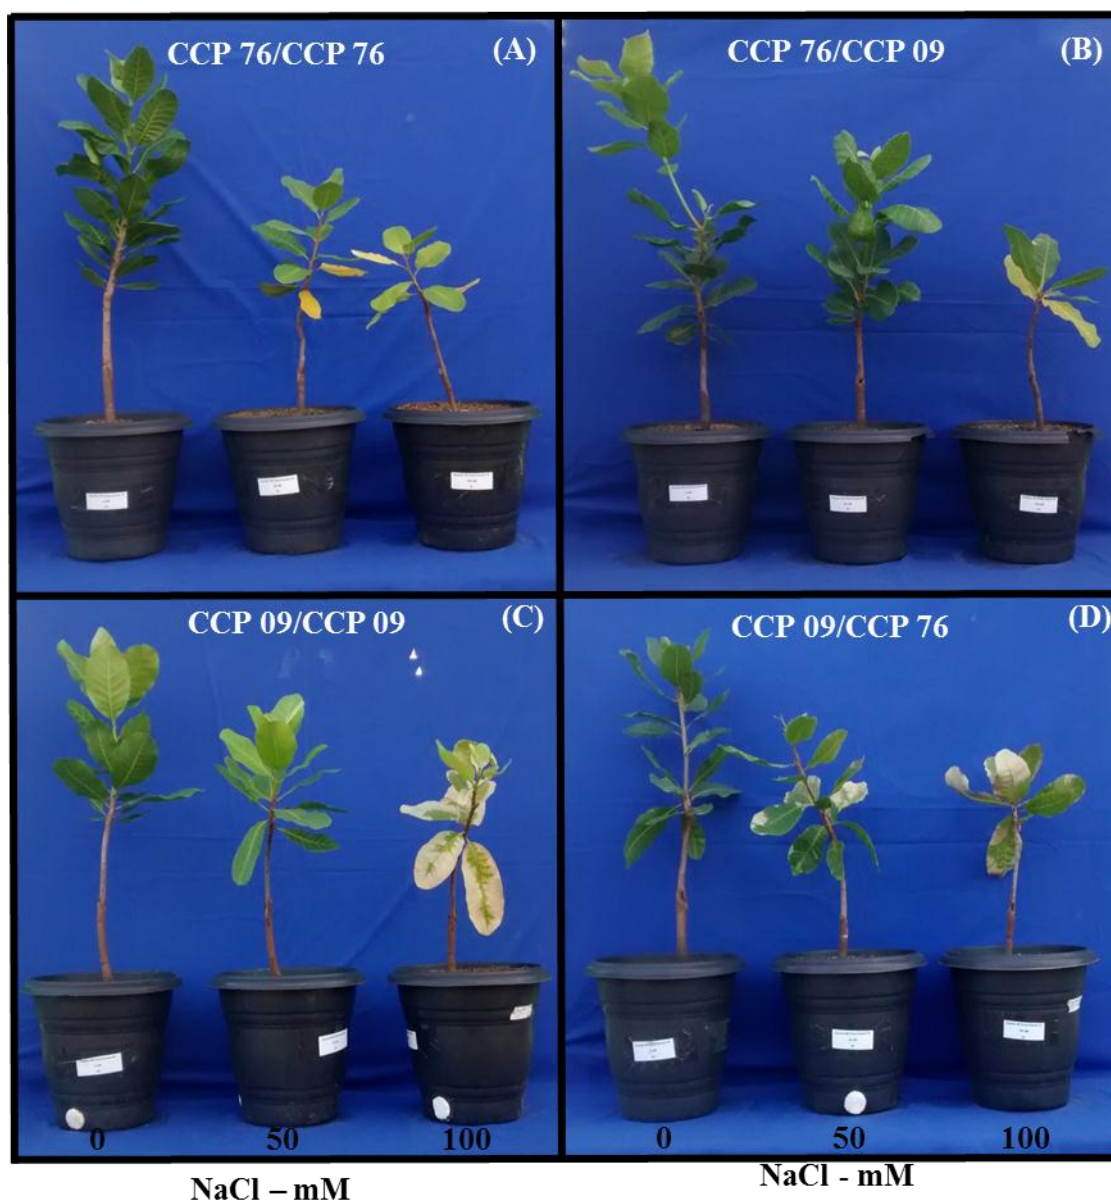 CCP 76/CCP 76
(A)
CCP 76/CCP 09
(B)
CCP 09/CCP 09
(C)
CCP 09/CCP 76
(D)
0 50 100
0 50 100
NaCl – mM
NaCl - mM